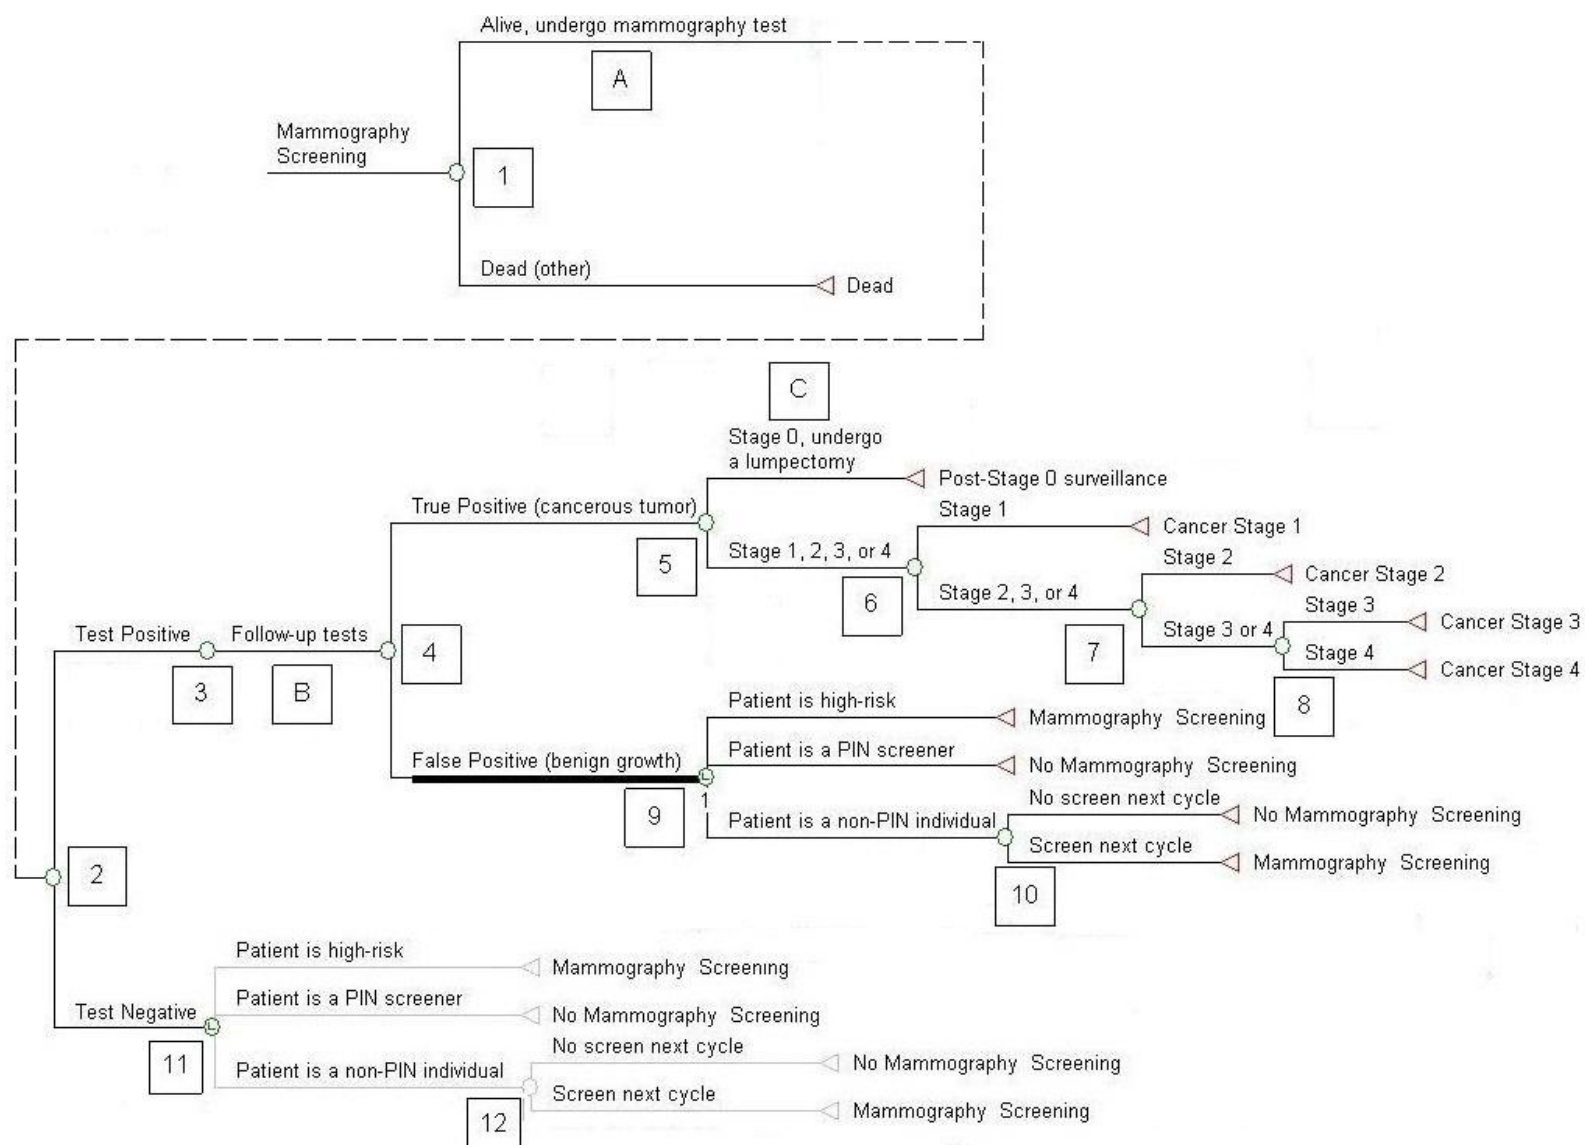 Alive, undergo mammography test
A
Mammography
Screening
1
Dead (other)
Dead
C
Stage 0, undergo
a lumpectomy
Post-Stage 0 surveillance
True Positive (cancerous tumor)
Stage 1
Cancer Stage 1
5
Stage 1, 2, 3, or 4
Stage 2
Cancer Stage 2
6
Stage 2, 3, or 4
Stage 3
Cancer Stage 3
Test Positive
Follow-up tests
4
7
Stage 3 or 4
Stage 4
Cancer Stage 4
3
B
8
Patient is high-risk
Mammography Screening
False Positive (benign growth)
Patient is a PIN screener
No Mammography Screening
9
1
Patient is a non-PIN individual
No screen next cycle
No Mammography Screening
Screen next cycle
Mammography Screening
2
10
Patient is high-risk
Mammography Screening
Test Negative
Patient is a PIN screener
No Mammography Screening
11
Patient is a non-PIN individual
No screen next cycle
No Mammography Screening
Screen next cycle
Mammography Screening
12